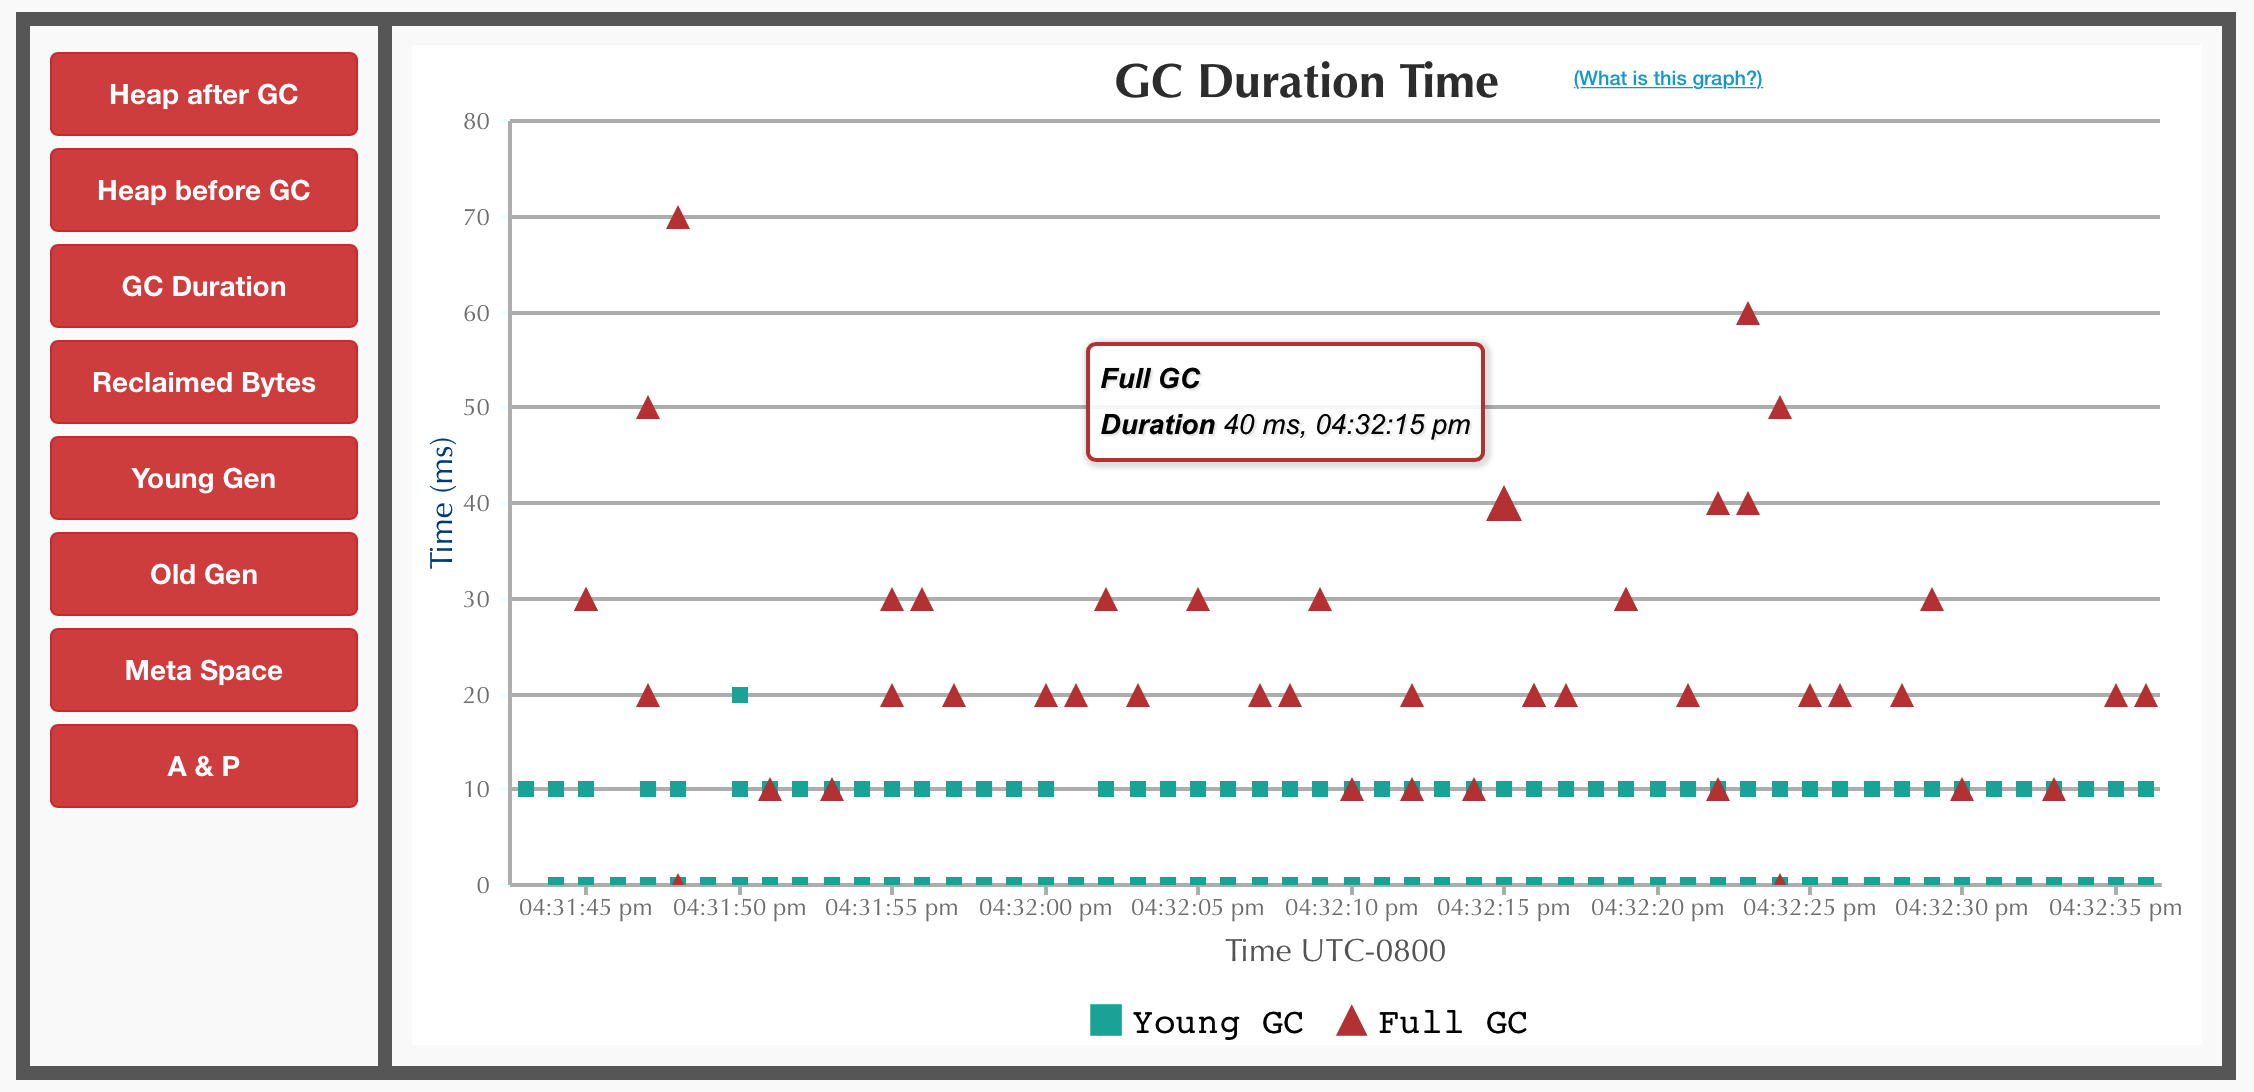 Heap after GC
Heap before GC
GC Duration
Reclaimed Bytes
Young Gen
Old Gen
Meta Space
A & P
GC Duration Time
(What is this graph?)
Time (ms)
80
70
60
50
40
30
20
10
0
Full GC
Duration 40 ms, 04:32:15 pm
04:31:45 pm 04:31:50 pm 04:31:55 pm 04:32:00 pm 04:32:05 pm 04:32:10 pm 04:32:15 pm 04:32:20 pm 04:32:25 pm 04:32:30 pm 04:32:35 pm
Time UTC-0800
Young GC Full GC